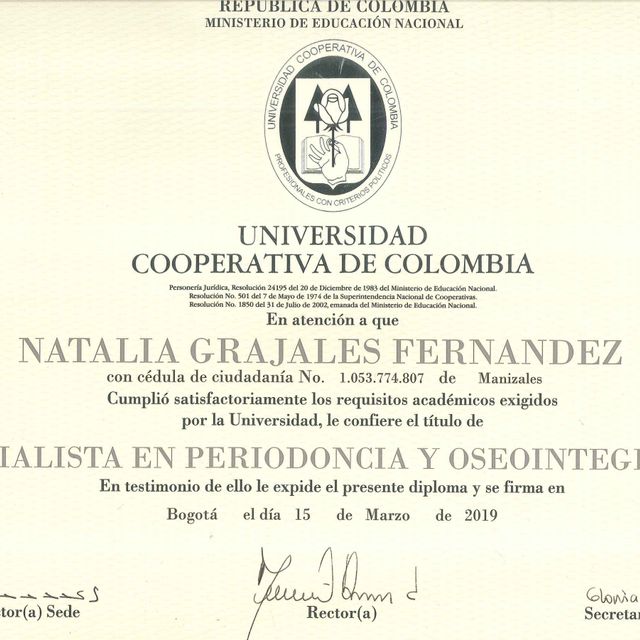 REPÚBLICA DE COLOMBIA
MINISTERIO DE EDUCACIÓN NACIONAL
UNIVERSIDAD COOPERATIVA DE COLOMBIA
PROFESIONALES CON CRITERIOS POLITICOS
UNIVERSIDAD
COOPERATIVA DE COLOMBIA
Personería Jurídica, Resolución 24195 del 20 de Diciembre de 1983 del Ministerio de Educación Nacional.
Resolución No. 501 del 7 de Mayo de 1974 de la Superintendencia Nacional de Cooperativas.
Resolución No. 1850 del 31 de Julio de 2002, emanada del Ministerio de Educación Nacional.
En atención a que
NATALIA GRAJALES FERNANDEZ
con cédula de ciudadanía No. 1.053.774.807 de Manizales
Cumplió satisfactoriamente los requisitos académicos exigidos
por la Universidad, le confiere el título de
IALISTA EN PERIODONCIA Y OSEOINTEG
En testimonio de ello le expide el presente diploma y se firma en
Bogotá el día 15 de Marzo de 2019
Gloria
tor(a) Sede Rector(a) Secretar